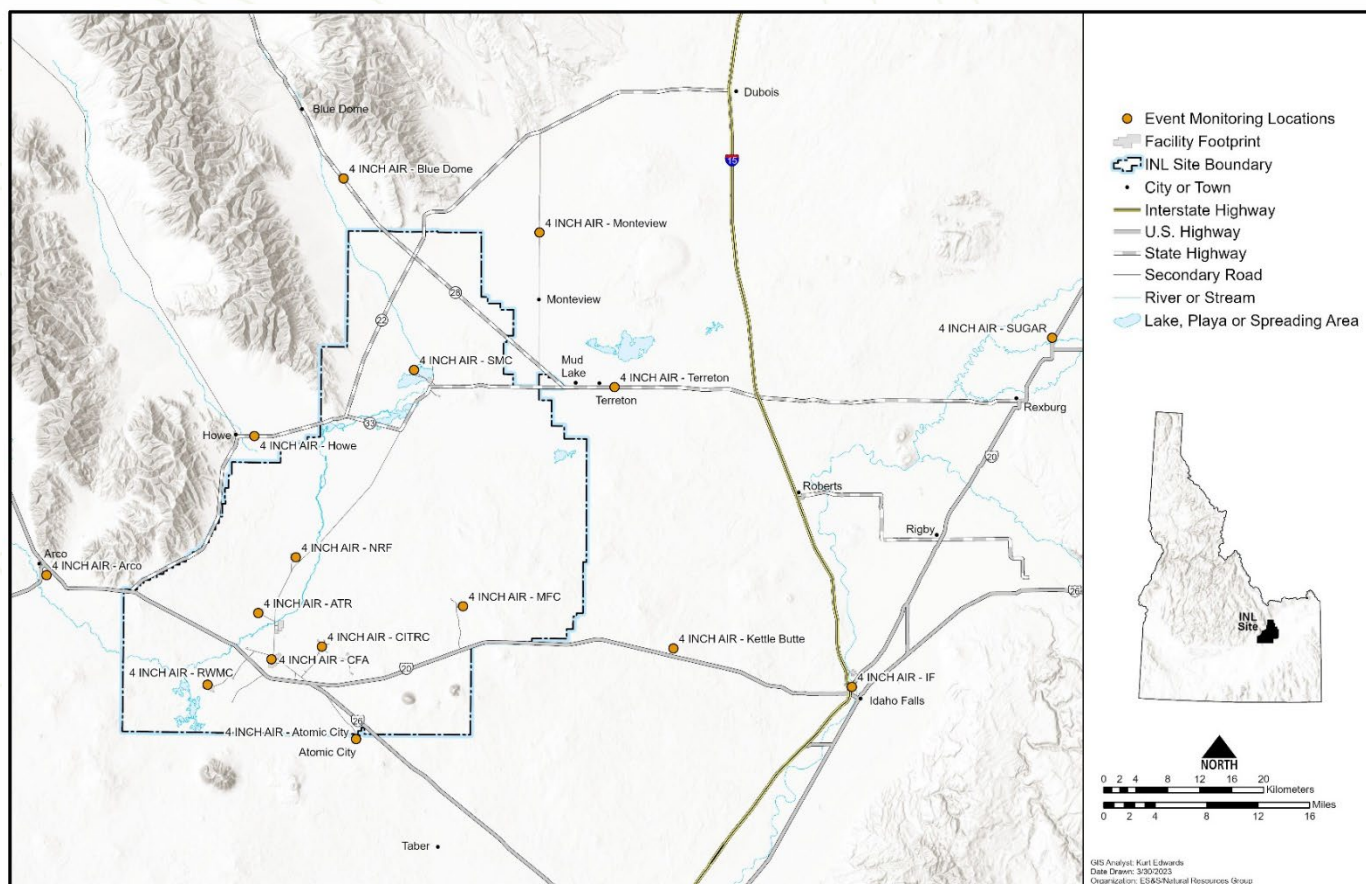 Blue Dome
Dubois
4 INCH AIR - Blue Dome
15
4 INCH AIR - Monteview
28
Monteview
22
4 INCH AIR - SUGAR
4 INCH AIR - SMC
Mud
Lake
4 INCH AIR - Terreton
Terreton
Rexburg
Howe
33
4 INCH AIR - Howe
20
Roberts
Rigby
Arco
4 INCH AIR - NRF
4 INCH AIR - Arco
26
4 INCH AIR - ATR
4 INCH AIR - MFC
4 INCH AIR - CITRC
4 INCH AIR - Kettle Butte
4 INCH AIR - CFA
20
4 INCH AIR - RWMC
4 INCH AIR - IF
Idaho Falls
26
4 INCH AIR - Atomic City
Atomic City
Taber
Event Monitoring Locations
Facility Footprint
INL Site Boundary
City or Town
Interstate Highway
U.S. Highway
State Highway
Secondary Road
River or Stream
Lake, Playa or Spreading Area
INL
Site
NORTH
0 2 4 8 12 16 20
Kilometers
Miles
0 2 4 8 12 16
GIS Analyst: Kurt Edwards
Date Drawn: 3/30/2023
Organization: ES&S/Natural Resources Group